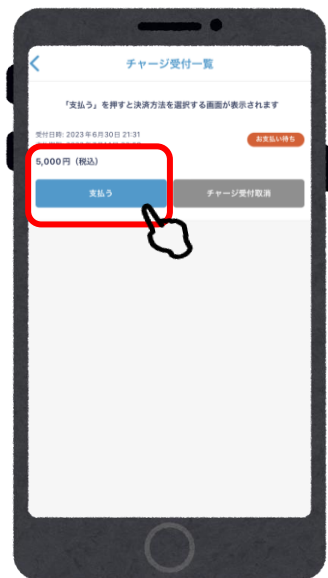 チャージ受付一覧
「支払う」を押すと決済方法を選択する画面が表示されます
受付日時: 2023年6月30日 21:31
お支払い待ち
5,000円（税込）
支払う
チャージ受付取消